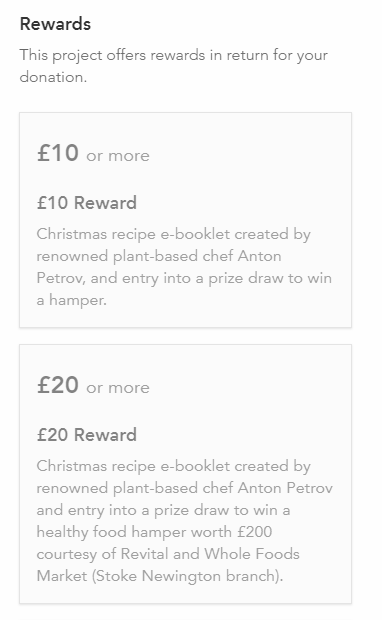 Rewards
This project offers rewards in return for your
donation.
£10 or more
£10 Reward
Christmas recipe e-booklet created by
renowned plant-based chef Anton
Petrov, and entry into a prize draw to win
a hamper.
£20 or more
£20 Reward
Christmas recipe e-booklet created by
renowned plant-based chef Anton Petrov
and entry into a prize draw to win a
healthy food hamper worth £200
courtesy of Revital and Whole Foods
Market (Stoke Newington branch).